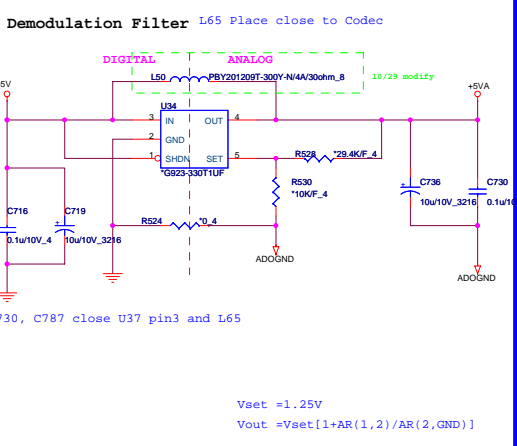 Demodulation Filter
L65 Place close to Codec
DIGITAL
ANALOG
L50
PBY201209T-300Y-N/4A/30ohm_8
10/29 modify
5V
+5VA
U34
3
IN
OUT
4
2
GND
1
SHDN
SET
5
*G923-330T1UF
R528
*29.4K/F_4
R530
*10K/F_4
C736
10u/10V_3216
C730
0.1u/10
C716
0.1u/10V_4
C719
10u/10V_3216
R524
*0_4
ADOGND
ADOGND
730, C787 close U37 pin3 and L65
Vset =1.25V
Vout =Vset[1+AR(1,2)/AR(2,GND)]